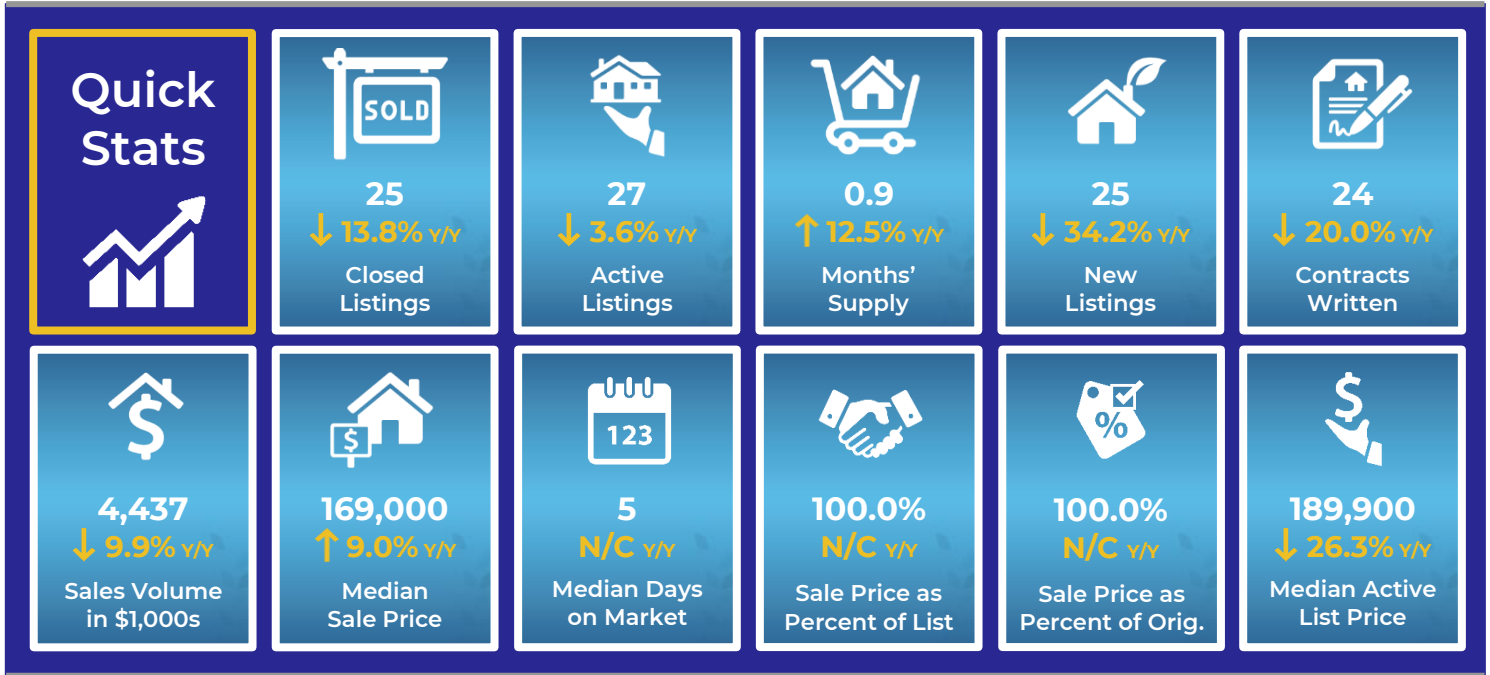 Quick
Stats
SOLD
25
↓ 13.8% Y/Y
Closed
Listings
27
↓ 3.6% Y/Y
Active
Listings
0.9
↑ 12.5% Y/Y
Months’
Supply
25
↓ 34.2% Y/Y
New
Listings
24
↓ 20.0% Y/Y
Contracts
Written
$
4,437
↓ 9.9% Y/Y
Sales Volume
in $1,000s
$
169,000
↑ 9.0% Y/Y
Median
Sale Price
123
5
N/C Y/Y
Median Days
on Market
100.0%
N/C Y/Y
Sale Price as
Percent of List
%
100.0%
N/C Y/Y
Sale Price as
Percent of Orig.
$
189,900
↓ 26.3% Y/Y
Median Active
List Price